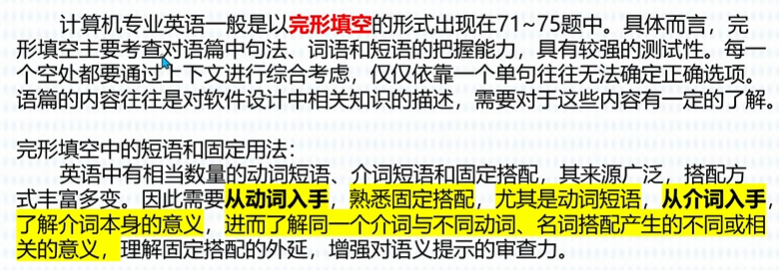 计算机专业英语一般是以完形填空的形式出现在71~75题中。具体而言，完
形填空主要考查对语篇中句法、词语和短语的把握能力，具有较强的测试性。每一
个空处都要通过上下文进行综合考虑，仅仅依靠一个单句往往无法确定正确选项。
语篇的内容往往是对软件设计中相关知识的描述，需要对于这些内容有一定的了解。
完形填空中的短语和固定用法：
英语中有相当数量的动词短语、介词短语和固定搭配，其来源广泛，搭配方
式丰富多变。因此需要从动词入手，熟悉固定搭配，尤其是动词短语，从介词入手，
了解介词本身的意义，进而了解同一个介词与不同动词、名词搭配产生的不同或相
关的意义，理解固定搭配的外延，增强对语义提示的审查力。